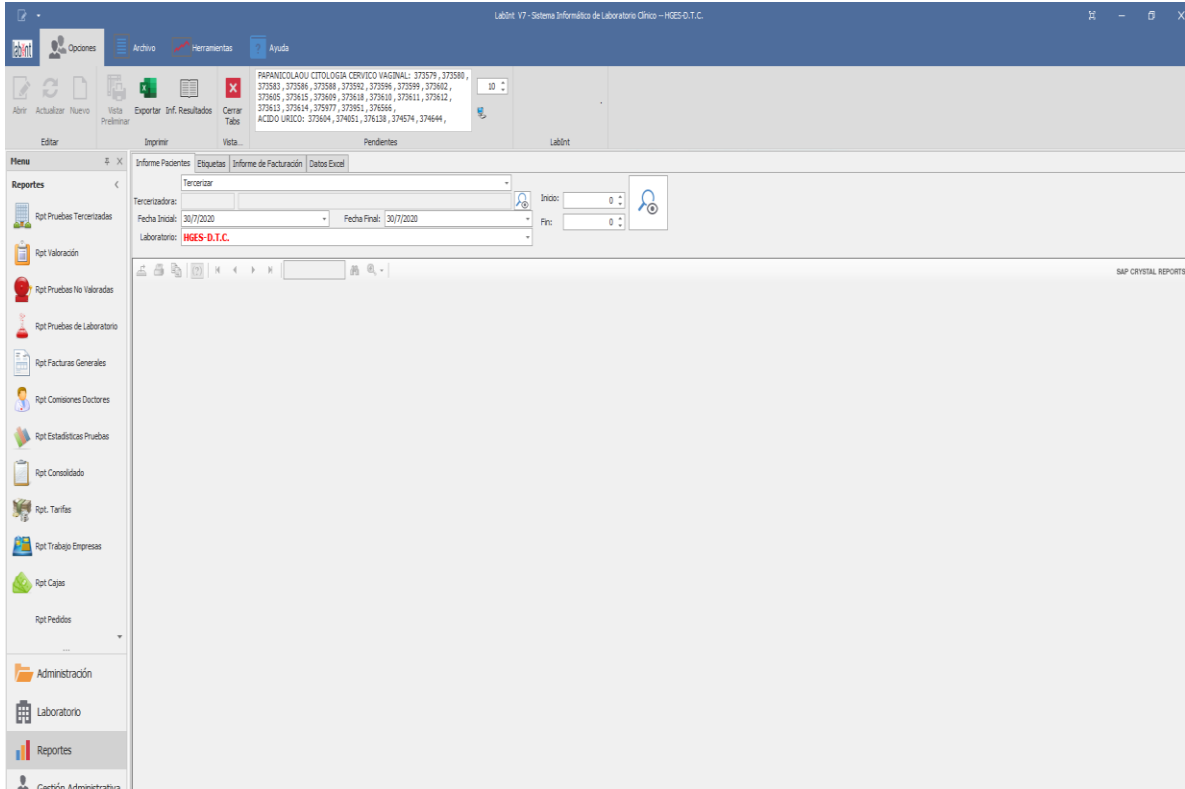 LabInt V7 - Sistema Informático de Laboratorio Clínico -- HGES-D.T.C.
labint
Opciones
Archivo
Herramientas
Ayuda
Abrir
Actualizar
Nuevo
Vista Preliminar
Exportar
Inf. Resultados
Cerrar Tabs
PAPANICOLAOU CITOLOGIA CERVICO VAGINAL: 373579, 373580,
373583, 373586, 373588, 373592, 373596, 373599, 373602,
373605, 373615, 373609, 373618, 373610, 373611, 373612,
373613, 373614, 375977, 373951, 376566,
ACIDO URICO: 373604, 374051, 376138, 374574, 374644,
10
Editar
Imprimir
Vista...
Pendientes
LabInt
Menu
Reportes
Rpt Pruebas Tercerizadas
Rpt Valoración
Rpt Pruebas No Valoradas
Rpt Pruebas de Laboratorio
Rpt Facturas Generales
Rpt Comisiones Doctores
Rpt Estadísticas Pruebas
Rpt Consolidado
Rpt. Tarifas
Rpt Trabajo Empresas
Rpt Cajas
Rpt Pedidos
...
Administración
Laboratorio
Reportes
Gestión Administrativa
Informe Pacientes
Etiquetas
Informe de Facturación
Datos Excel
Tercerizar
Tercerizadora:
Fecha Inicial: 30/7/2020
Fecha Final: 30/7/2020
Laboratorio: HGES-D.T.C.
Inicio: 0
Fin: 0
SAP CRYSTAL REPORTS